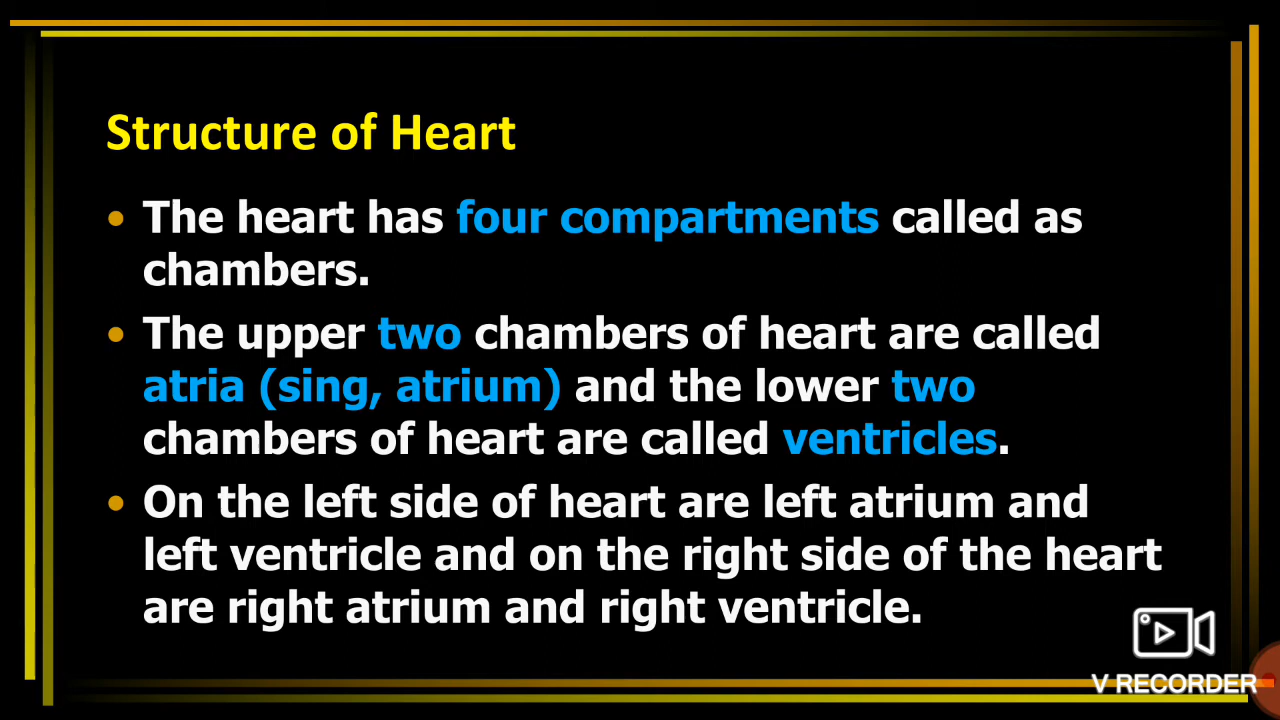 Structure of Heart
• The heart has four compartments called as
chambers.
• The upper two chambers of heart are called
atria (sing, atrium) and the lower two
chambers of heart are called ventricles.
• On the left side of heart are left atrium and
left ventricle and on the right side of the heart
are right atrium and right ventricle.
V RECORDER